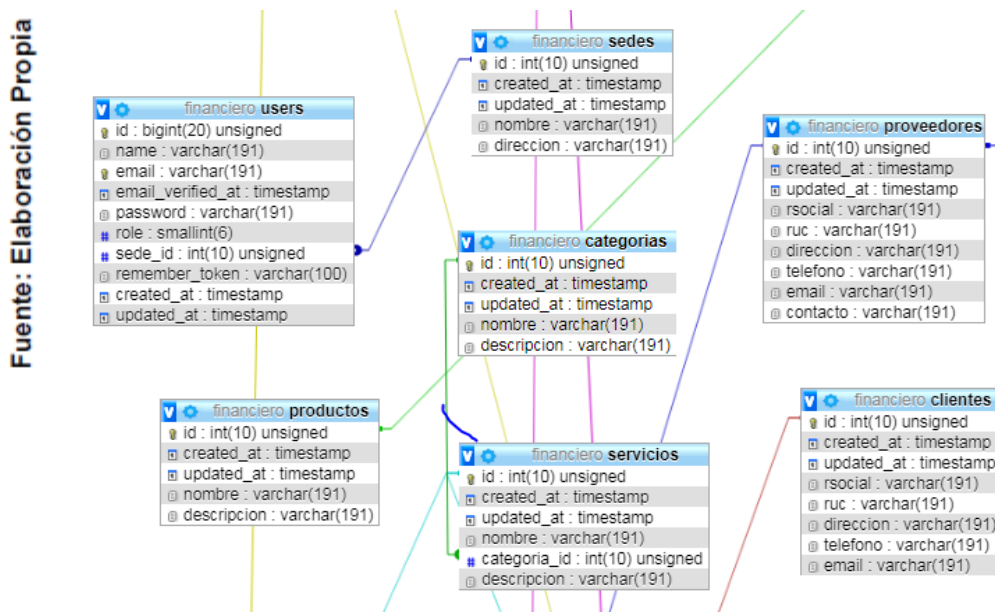 Fuente: Elaboración Propia
financiero sedes
id : int(10) unsigned
created_at : timestamp
updated_at : timestamp
nombre : varchar(191)
direccion : varchar(191)
financiero users
id : bigint(20) unsigned
name : varchar(191)
email : varchar(191)
email_verified_at : timestamp
password : varchar(191)
role : smallint(6)
sede_id : int(10) unsigned
remember_token : varchar(100)
created_at : timestamp
updated_at : timestamp
financiero proveedores
id : int(10) unsigned
created_at : timestamp
updated_at : timestamp
rsocial : varchar(191)
ruc : varchar(191)
direccion : varchar(191)
telefono : varchar(191)
email : varchar(191)
contacto : varchar(191)
financiero categorias
id : int(10) unsigned
created_at : timestamp
updated_at : timestamp
nombre : varchar(191)
descripcion : varchar(191)
financiero productos
id : int(10) unsigned
created_at : timestamp
updated_at : timestamp
nombre : varchar(191)
descripcion : varchar(191)
financiero servicios
id : int(10) unsigned
created_at : timestamp
updated_at : timestamp
nombre : varchar(191)
categoria_id : int(10) unsigned
descripcion : varchar(191)
financiero clientes
id : int(10) unsigned
created_at : timestamp
updated_at : timestamp
rsocial : varchar(191)
ruc : varchar(191)
direccion : varchar(191)
telefono : varchar(191)
email : varchar(191)